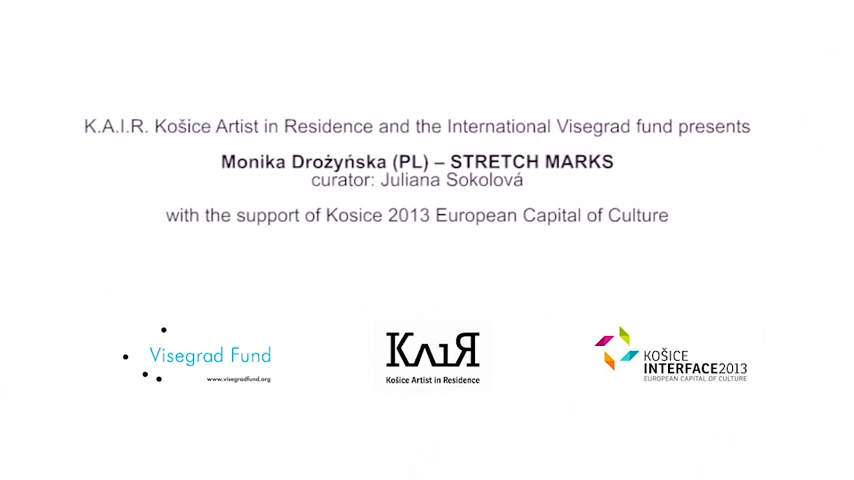 K.A.I.R. Košice Artist in Residence and the International Visegrad fund presents
Monika Drożyńska (PL) – STRETCH MARKS
curator: Juliana Sokolová
with the support of Kosice 2013 European Capital of Culture
Visegrad Fund
www.visegradfund.org
KAIR
Košice Artist in Residence
KOŠICE
INTERFACE2013
EUROPEAN CAPITAL OF CULTURE